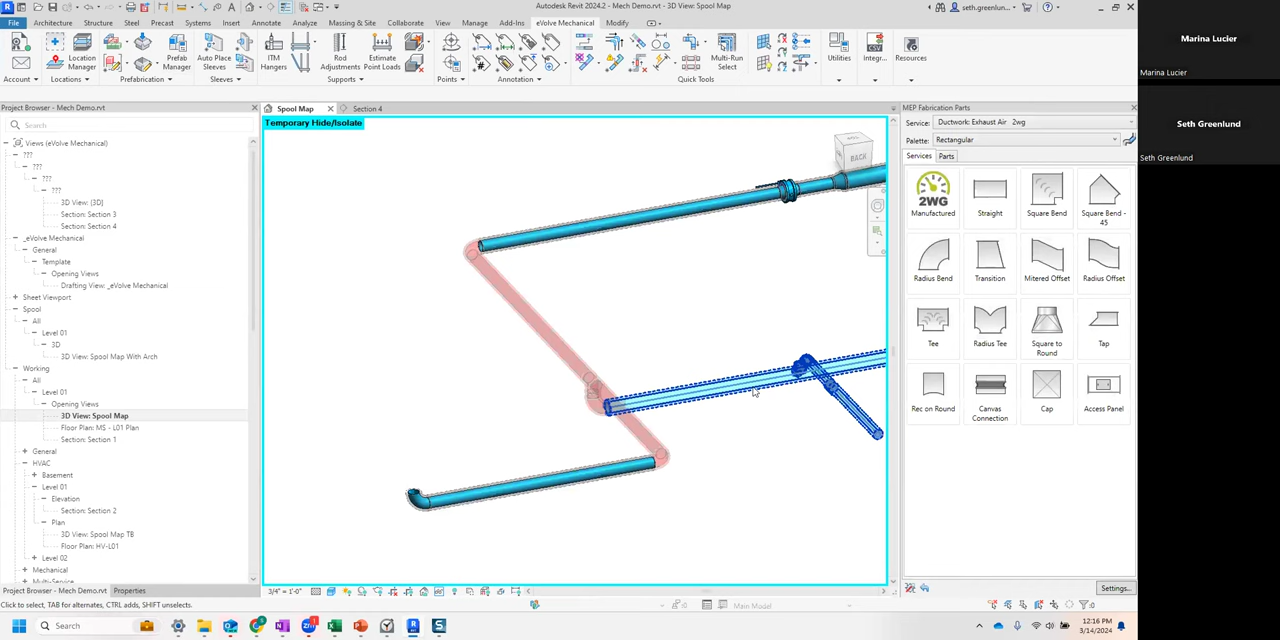 Autodesk Revit 2024.2 - Mech Demo.rvt - 3D View: Spool Map
seth.greenlun...
File
Architecture
Structure
Steel
Precast
Systems
Insert
Annotate
Analyze
Massing & Site
Collaborate
View
Manage
Add-Ins
eVolve Mechanical
Modify
Location Manager
Prefab Manager
Auto Place Sleeves
ITM Hangers
Rod Adjustments
Estimate Point Loads
Multi-Run Select
Utilities
Integr...
Resources
Account
Locations
Prefabrication
Sleeves
Supports
Points
Annotation
Quick Tools
Project Browser - Mech Demo.rvt
Search
Views (eVolve Mechanical)
???
???
???
???
3D View: {3D}
Section: Section 3
Section: Section 4
_eVolve Mechanical
General
Template
Opening Views
Drafting View: _eVolve Mechanical
Sheet Viewport
Spool
All
Level 01
3D
3D View: Spool Map With Arch
Working
All
Level 01
Opening Views
3D View: Spool Map
Floor Plan: MS - L01 Plan
Section: Section 1
General
HVAC
Basement
Level 01
Elevation
Section: Section 2
Plan
3D View: Spool Map TB
Floor Plan: HV-L01
Level 02
Mechanical
Multi-Service
Project Browser - Mech Demo.rvt
Properties
Spool Map
Section 4
Temporary Hide/Isolate
BACK
3/4" = 1'-0"
MEP Fabrication Parts
Service: Ductwork: Exhaust Air 2wg
Palette: Rectangular
Services
Parts
2WG
Manufactured
Straight
Square Bend
Square Bend - 45
Radius Bend
Transition
Mitered Offset
Radius Offset
Tee
Radius Tee
Square to Round
Tap
Rec on Round
Canvas Connection
Cap
Access Panel
Settings...
Click to select, TAB for alternates, CTRL adds, SHIFT unselects.
Main Model
:0
Search
12:16 PM
3/14/2024
Marina Lucier
Marina Lucier
Seth Greenlund
Seth Greenlund